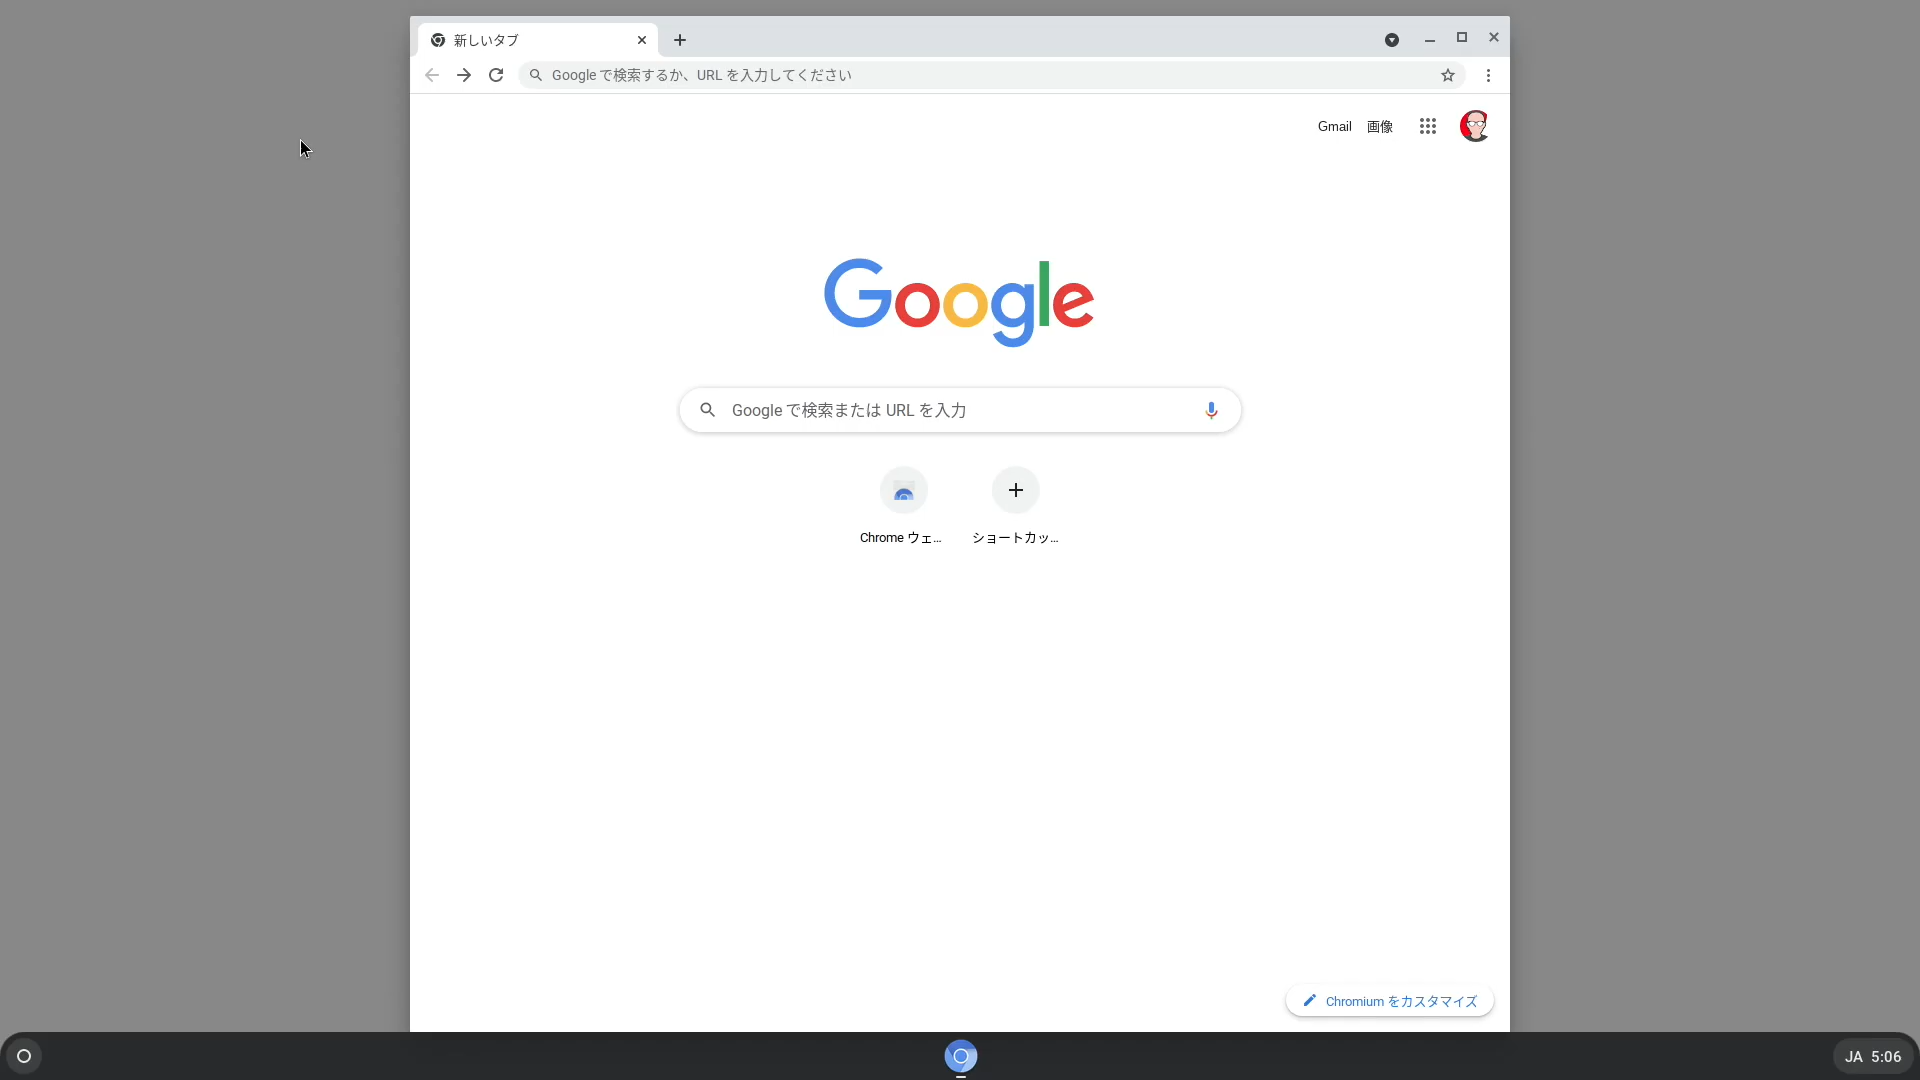 新しいタブ
Google で検索するか、URL を入力してください
Gmail 画像
Google
Google で検索または URL を入力
Chrome ウェ... ショートカッ...
Chromium をカスタマイズ
JA 5:06